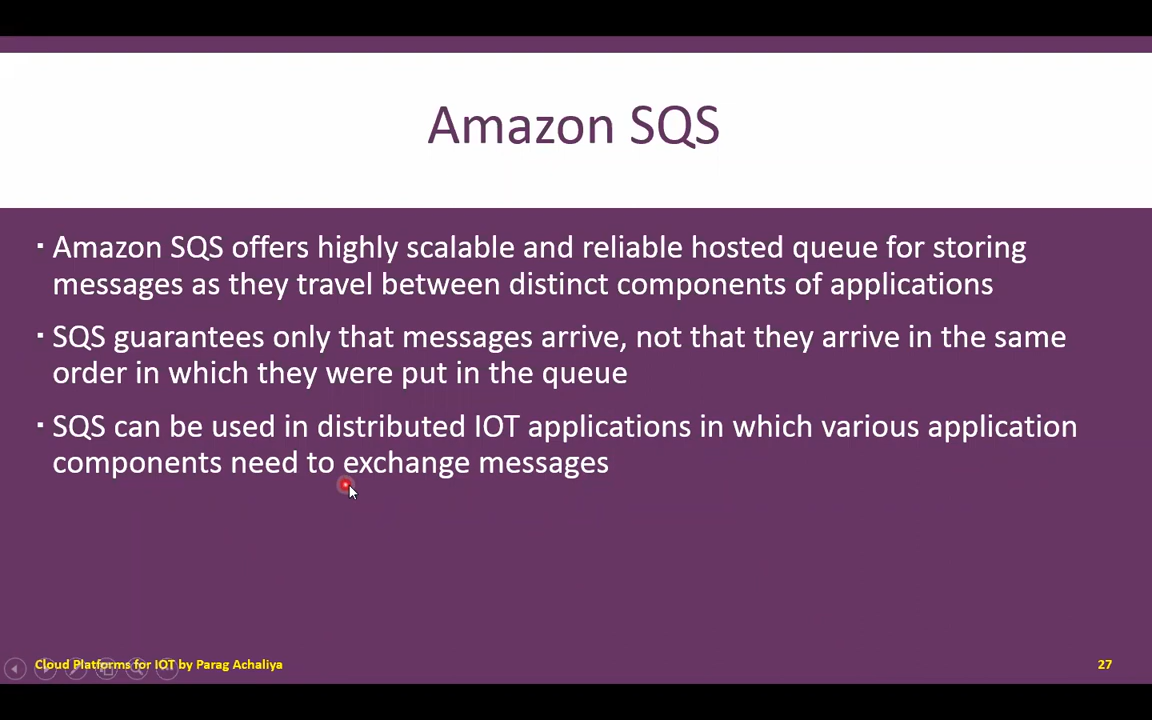 Amazon SQS
▪ Amazon SQS offers highly scalable and reliable hosted queue for storing
messages as they travel between distinct components of applications
▪ SQS guarantees only that messages arrive, not that they arrive in the same
order in which they were put in the queue
▪ SQS can be used in distributed IOT applications in which various application
components need to exchange messages
Cloud Platforms for IOT by Parag Achaliya
27